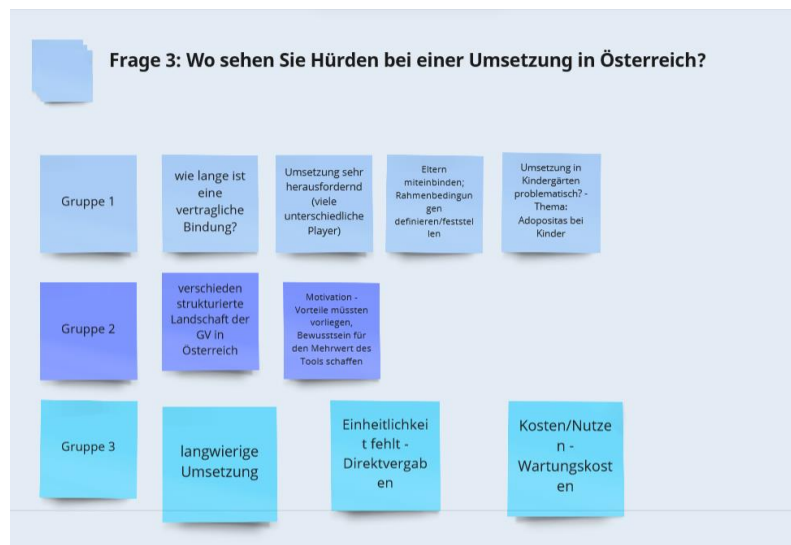 Frage 3: Wo sehen Sie Hürden bei einer Umsetzung in Österreich?
Gruppe 1
wie lange ist
eine
vertragliche
Bindung?
Umsetzung sehr
herausfordernd
(viele
unterschiedliche
Player)
Eltern
miteinbinden;
Rahmenbedingun
gen
definieren/feststel
len
Umsetzung in
Kindergärten
problematisch? -
Thema:
Adopositas bei
Kinder
Gruppe 2
verschieden
strukturierte
Landschaft der
GV in
Österreich
Motivation -
Vorteile müssten
vorliegen,
Bewusstsein für
den Mehrwert des
Tools schaffen
Gruppe 3
langwierige
Umsetzung
Einheitlichkei
t fehlt -
Direktvergab
en
Kosten/Nutze
n -
Wartungskost
en